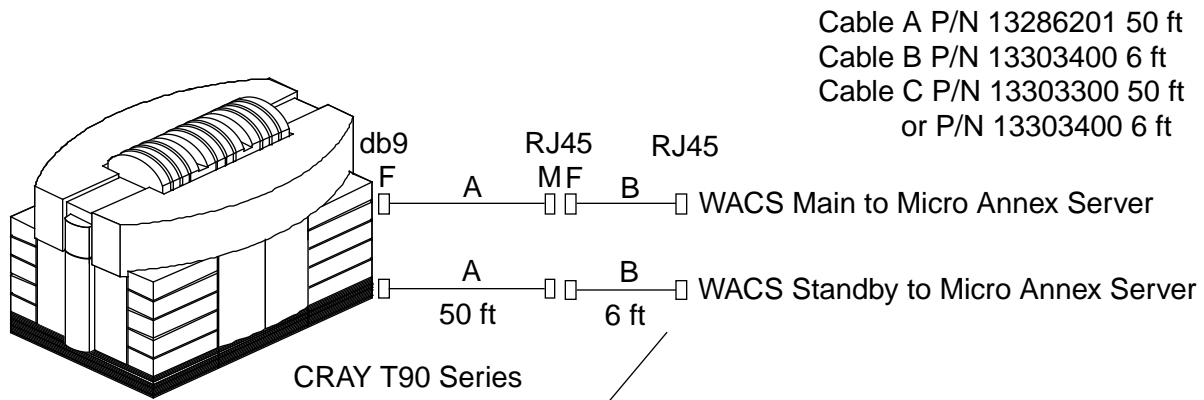 Cable A P/N 13286201 50 ft
Cable B P/N 13303400 6 ft
Cable C P/N 13303300 50 ft
or P/N 13303400 6 ft
db9 RJ45 RJ45
F A M F B WACS Main to Micro Annex Server
A B WACS Standby to Micro Annex Server
50 ft 6 ft
CRAY T90 Series